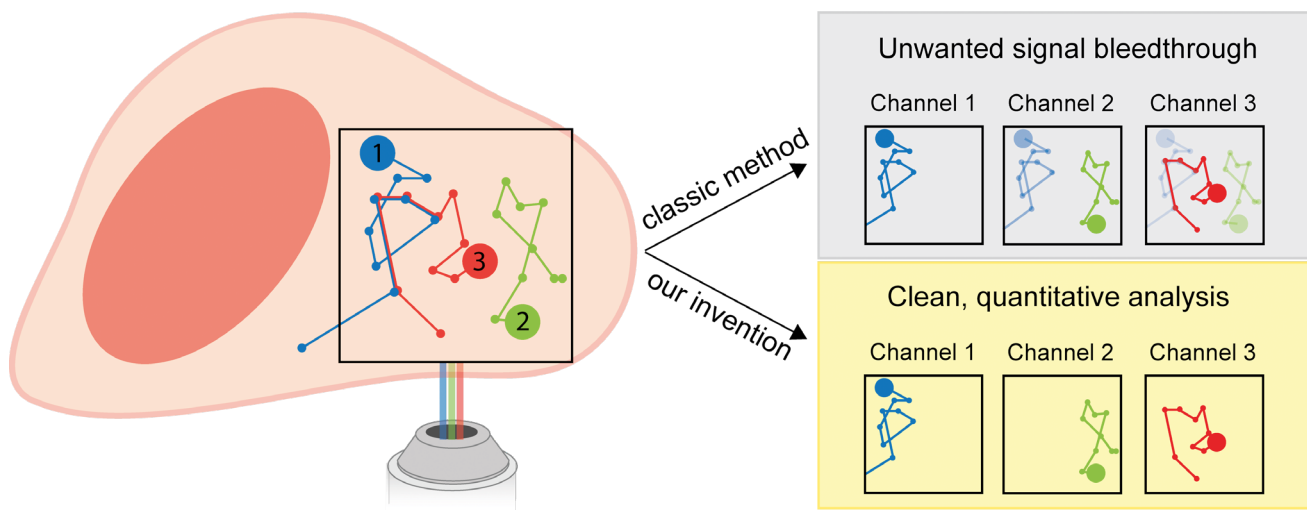 1
3
2
classic method
our invention
Unwanted signal bleedthrough
Channel 1 Channel 2 Channel 3
Clean, quantitative analysis
Channel 1 Channel 2 Channel 3